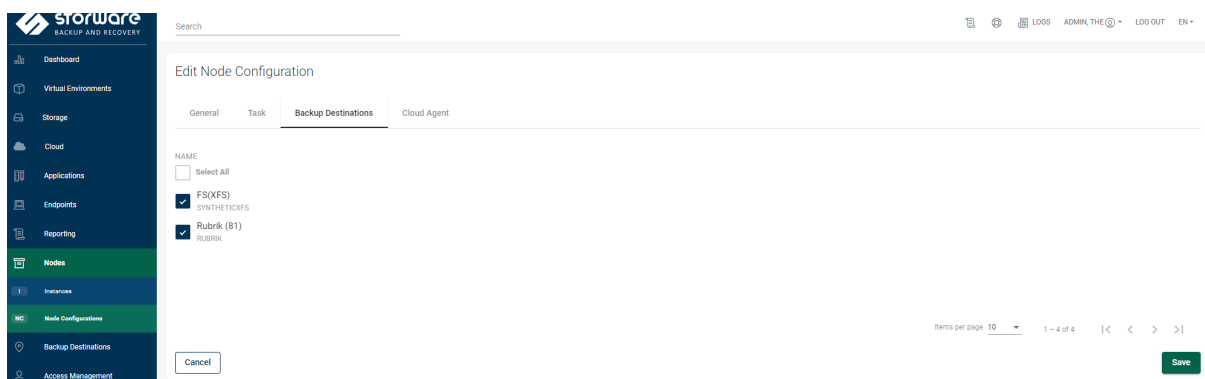 storware
BACKUP AND RECOVERY
Search
LOGS
ADMIN, THE
LOG OUT
EN
Dashboard
Virtual Environments
Storage
Cloud
Applications
Endpoints
Reporting
Nodes
I Instances
NC Node Configurations
Backup Destinations
Access Management
Edit Node Configuration
General
Task
Backup Destinations
Cloud Agent
NAME
Select All
FS(XFS)
SYNTHETICXFS
Rubrik (81)
RUBRIK
Items per page 10
1 – 4 of 4
Cancel
Save